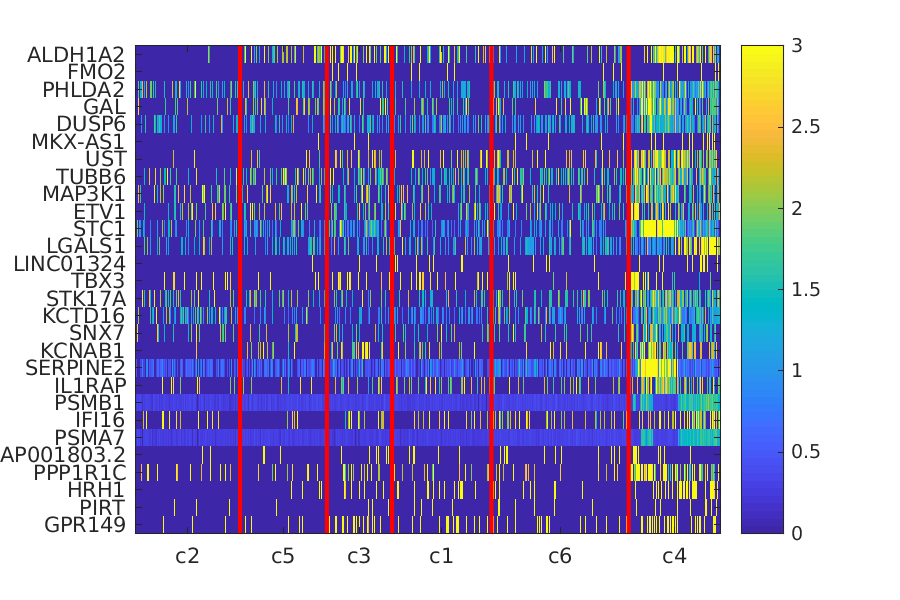 ALDH1A2
FMO2
PHLDA2
GAL
DUSP6
MKX-AS1
UST
TUBB6
MAP3K1
ETV1
STC1
LGALS1
LINC01324
TBX3
STK17A
KCTD16
SNX7
KCNAB1
SERPINE2
IL1RAP
PSMB1
IFI16
PSMA7
AP001803.2
PPP1R1C
HRH1
PIRT
GPR149
c2 c5 c3 c1 c6 c4
3
2.5
2
1.5
1
0.5
0